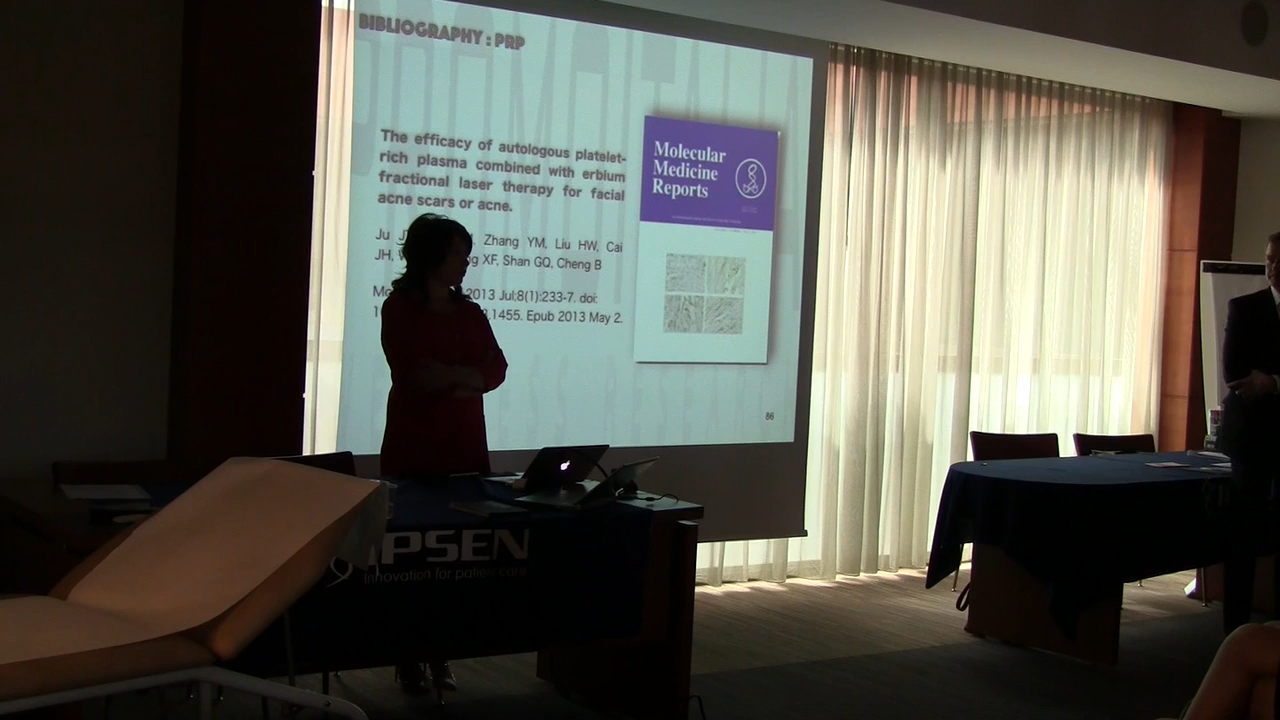 BIBLIOGRAPHY : PRP
The efficacy of autologous platelet-
rich plasma combined with erbium
fractional laser therapy for facial
acne scars or acne.
Ju Zhang YM, Liu HW, Cai
JH, XF, Shan GQ, Cheng B
2013 Jul;8(1):233-7. doi:
1455. Epub 2013 May 2.
Molecular
Medicine
Reports
86
IPSEN
Innovation for patient care